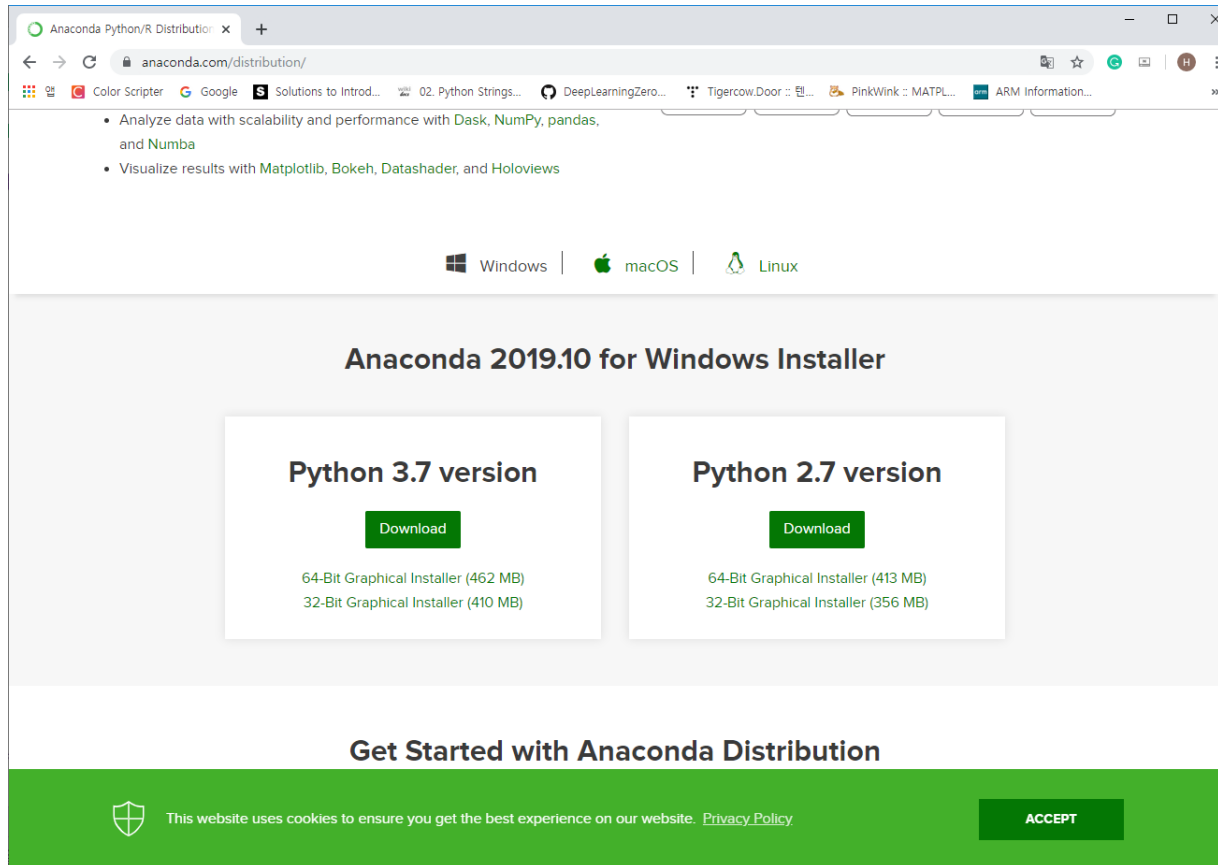 Anaconda Python/R Distribution
anaconda.com/distribution/
앱 Color Scripter Google Solutions to Introd... 02. Python Strings... DeepLearningZero... Tigercow.Door :: 텐... PinkWink :: MATPL... arm ARM Information... »
Analyze data with scalability and performance with Dask, NumPy, pandas,
and Numba
Visualize results with Matplotlib, Bokeh, Datashader, and Holoviews
Windows | macOS | Linux
Anaconda 2019.10 for Windows Installer
Python 3.7 version
Download
64-Bit Graphical Installer (462 MB)
32-Bit Graphical Installer (410 MB)
Python 2.7 version
Download
64-Bit Graphical Installer (413 MB)
32-Bit Graphical Installer (356 MB)
Get Started with Anaconda Distribution
This website uses cookies to ensure you get the best experience on our website. Privacy Policy
ACCEPT